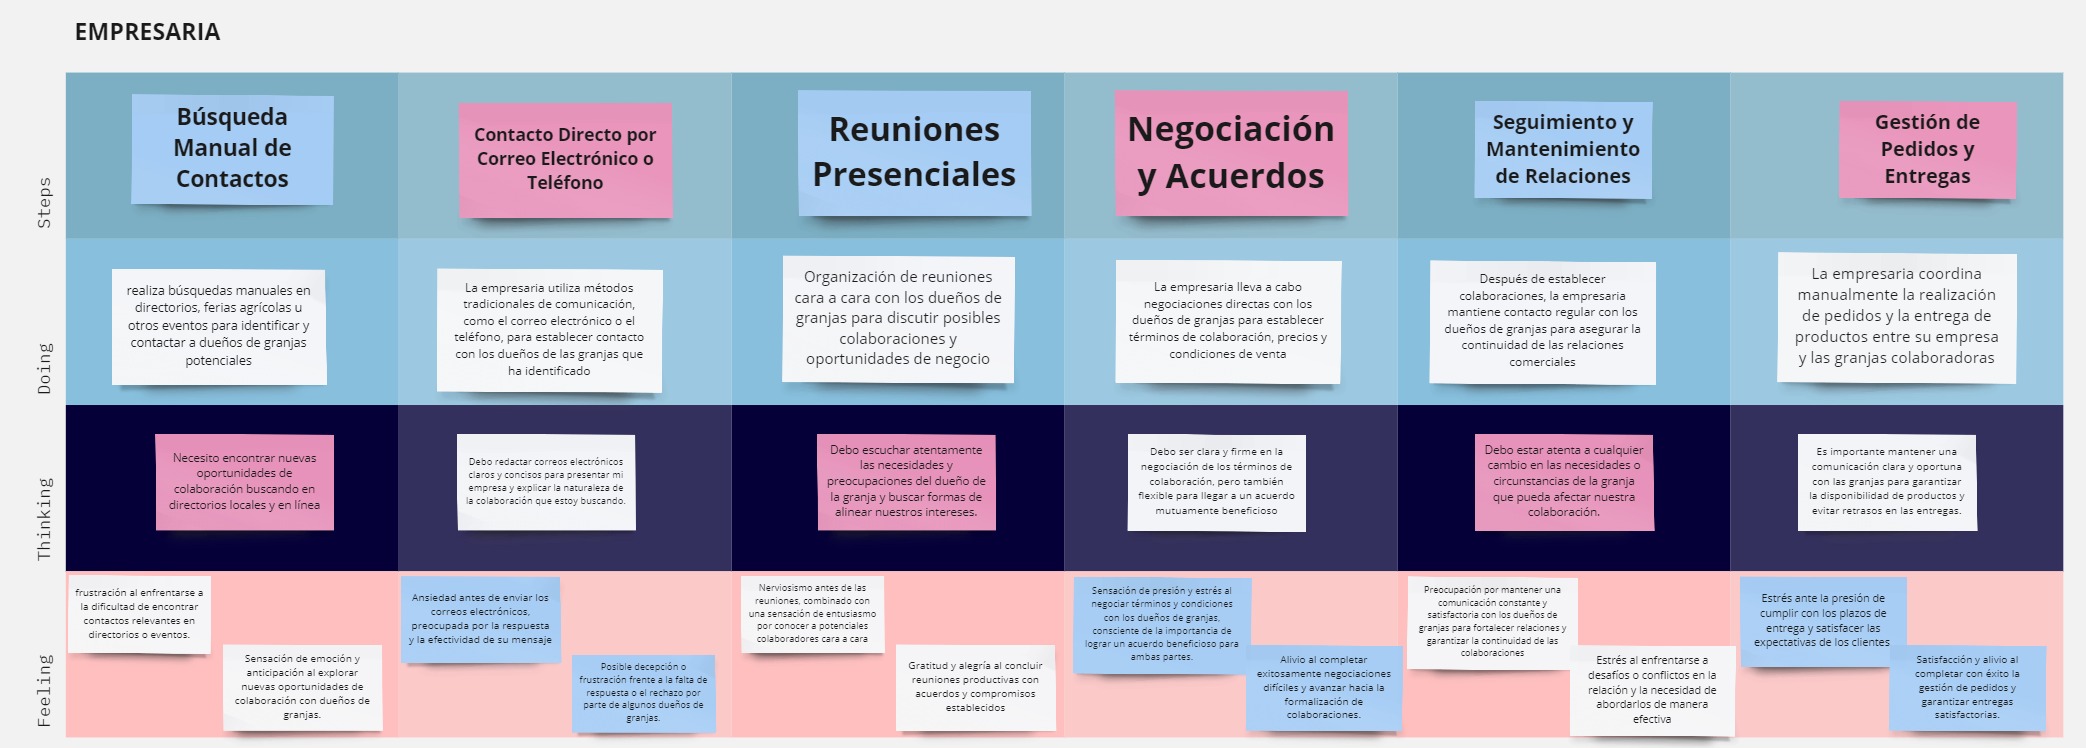 EMPRESARIA
Steps
Búsqueda
Manual de
Contactos
Contacto Directo por
Correo Electrónico o
Teléfono
Reuniones
Presenciales
Negociación
y Acuerdos
Seguimiento y
Mantenimiento
de Relaciones
Gestión de
Pedidos y
Entregas
Doing
realiza búsquedas manuales en
directorios, ferias agrícolas u
otros eventos para identificar y
contactar a dueños de granjas
potenciales
La empresaria utiliza métodos
tradicionales de comunicación,
como el correo electrónico o el
teléfono, para establecer contacto
con los dueños de las granjas que
ha identificado
Organización de reuniones
cara a cara con los dueños de
granjas para discutir posibles
colaboraciones y
oportunidades de negocio
La empresaria lleva a cabo
negociaciones directas con los
dueños de granjas para establecer
términos de colaboración, precios y
condiciones de venta
Después de establecer
colaboraciones, la empresaria
mantiene contacto regular con los
dueños de granjas para asegurar la
continuidad de las relaciones
comerciales
La empresaria coordina
manualmente la realización
de pedidos y la entrega de
productos entre su empresa
y las granjas colaboradoras
Thinking
Necesito encontrar nuevas
oportunidades de
colaboración buscando en
directorios locales y en línea
Debo redactar correos electrónicos
claros y concisos para presentar mi
empresa y explicar la naturaleza de
la colaboración que estoy buscando.
Debo escuchar atentamente
las necesidades y
preocupaciones del dueño de
la granja y buscar formas de
alinear nuestros intereses.
Debo ser clara y firme en la
negociación de los términos de
colaboración, pero también
flexible para llegar a un acuerdo
mutuamente beneficioso
Debo estar atenta a cualquier
cambio en las necesidades o
circunstancias de la granja
que pueda afectar nuestra
colaboración.
Es importante mantener una
comunicación clara y oportuna
con las granjas para garantizar
la disponibilidad de productos y
evitar retrasos en las entregas.
Feeling
frustración al enfrentarse a
la dificultad de encontrar
contactos relevantes en
directorios o eventos.
Sensación de emoción y
anticipación al explorar
nuevas oportunidades de
colaboración con dueños de
granjas.
Ansiedad antes de enviar los
correos electrónicos,
preocupada por la respuesta
y la efectividad de su mensaje
Posible decepción o
frustración frente a la falta de
respuesta o el rechazo por
parte de algunos dueños de
granjas.
Nerviosismo antes de las
reuniones, combinado con
una sensación de entusiasmo
por conocer a potenciales
colaboradores cara a cara
Gratitud y alegría al concluir
reuniones productivas con
acuerdos y compromisos
establecidos
Sensación de presión y estrés al
negociar términos y condiciones
con los dueños de granjas,
consciente de la importancia de
lograr un acuerdo beneficioso para
ambas partes.
Alivio al completar
exitosamente negociaciones
difíciles y avanzar hacia la
formalización de
colaboraciones.
Preocupación por mantener una
comunicación constante y
satisfactoria con los dueños de
granjas para fortalecer relaciones y
garantizar la continuidad de las
colaboraciones
Estrés al enfrentarse a
desafíos o conflictos en la
relación y la necesidad de
abordarlos de manera
efectiva
Estrés ante la presión de
cumplir con los plazos de
entrega y satisfacer las
expectativas de los clientes
Satisfacción y alivio al
completar con éxito la
gestión de pedidos y
garantizar entregas
satisfactorias.